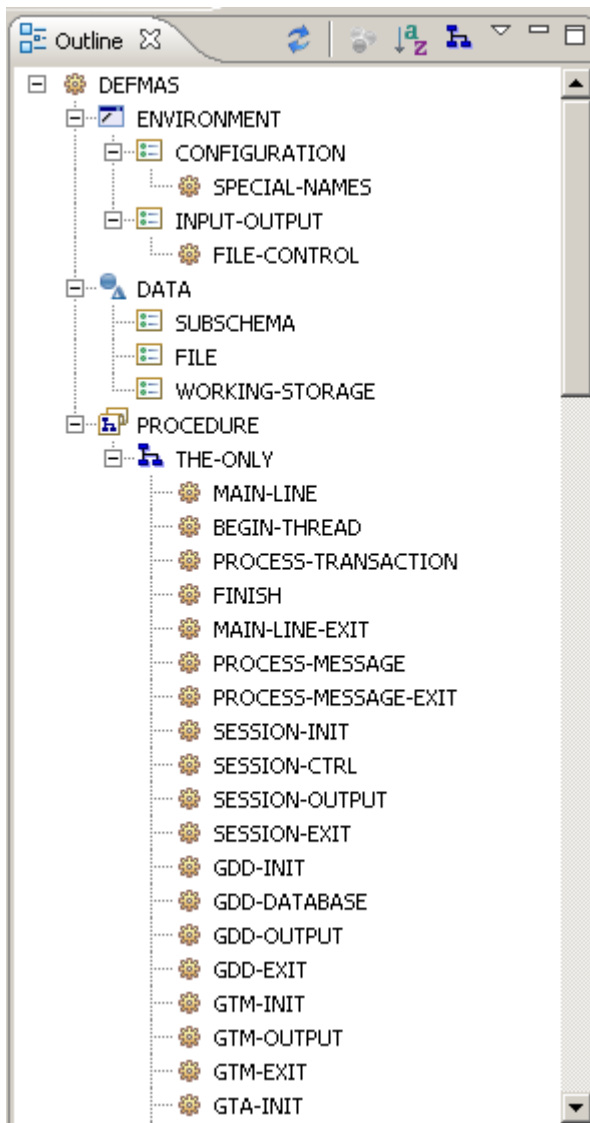 Outline
DEFMAS
ENVIRONMENT
CONFIGURATION
SPECIAL-NAMES
INPUT-OUTPUT
FILE-CONTROL
DATA
SUBSCHEMA
FILE
WORKING-STORAGE
PROCEDURE
THE-ONLY
MAIN-LINE
BEGIN-THREAD
PROCESS-TRANSACTION
FINISH
MAIN-LINE-EXIT
PROCESS-MESSAGE
PROCESS-MESSAGE-EXIT
SESSION-INIT
SESSION-CTRL
SESSION-OUTPUT
SESSION-EXIT
GDD-INIT
GDD-DATABASE
GDD-OUTPUT
GDD-EXIT
GTM-INIT
GTM-OUTPUT
GTM-EXIT
GTA-INIT